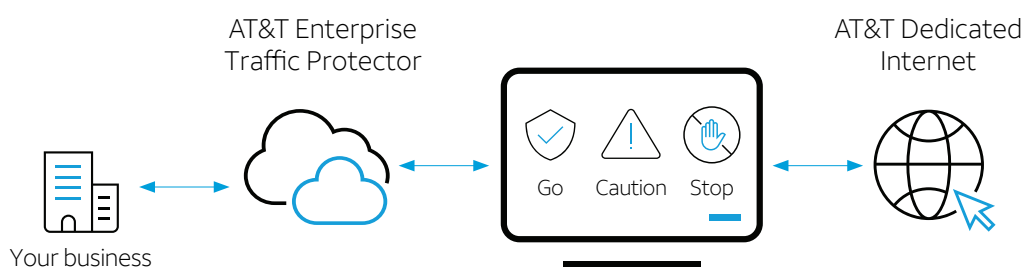 AT&T Enterprise
Traffic Protector
AT&T Dedicated
Internet
Go
Caution
Stop
Your business